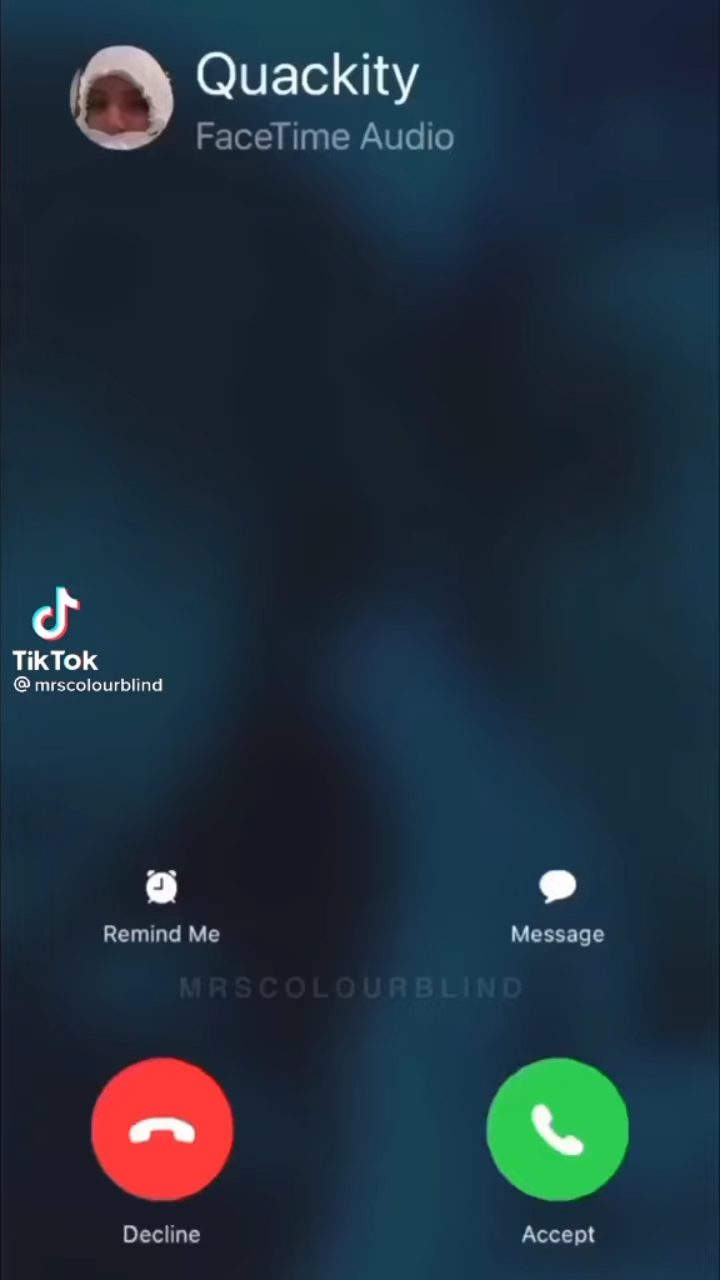 Quackity
FaceTime Audio
TikTok
@mrscolourblind
Remind Me
Message
MRSCOLOURBLIND
Decline
Accept